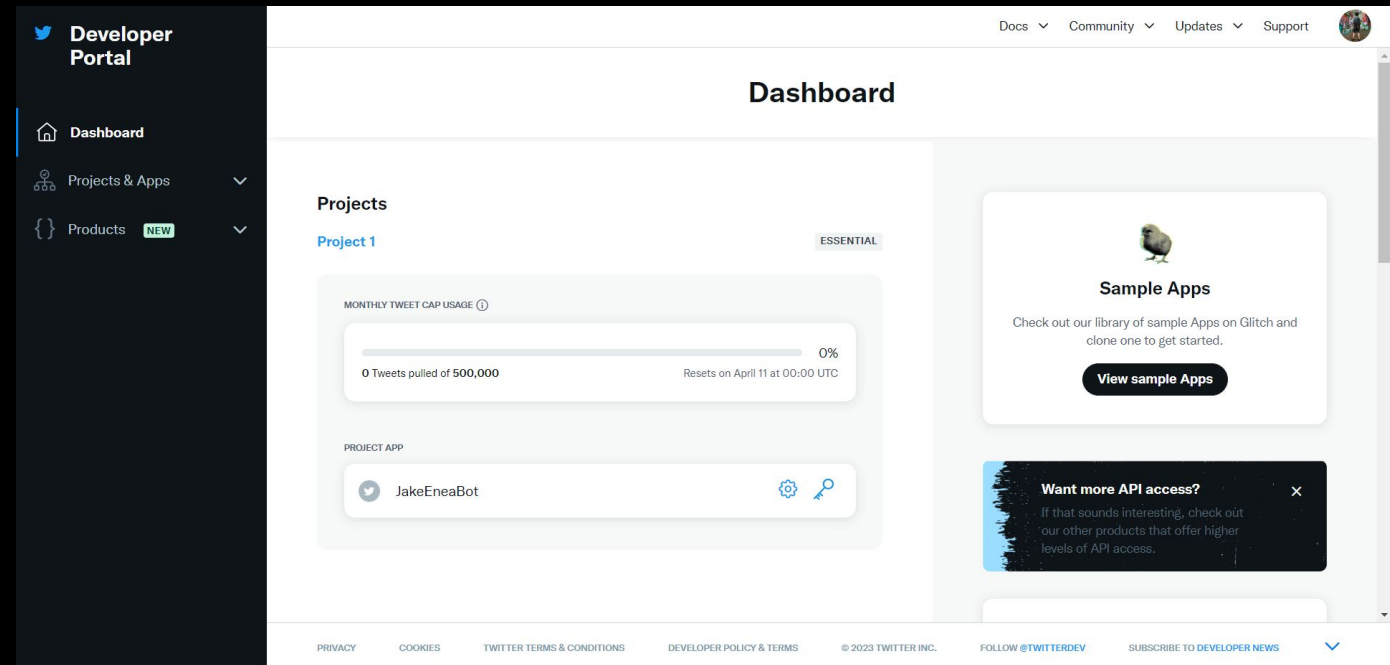 Developer
Portal
Docs Community Updates Support
Dashboard
Dashboard
Projects & Apps
Products NEW
Projects
Project 1 ESSENTIAL
MONTHLY TWEET CAP USAGE
0%
0 Tweets pulled of 500,000 Resets on April 11 at 00:00 UTC
PROJECT APP
JakeEneaBot
Sample Apps
Check out our library of sample Apps on Glitch and
clone one to get started.
View sample Apps
Want more API access?
If that sounds interesting, check out
our other products that offer higher
levels of API access.
PRIVACY COOKIES TWITTER TERMS & CONDITIONS DEVELOPER POLICY & TERMS © 2023 TWITTER INC. FOLLOW @TWITTERDEV SUBSCRIBE TO DEVELOPER NEWS